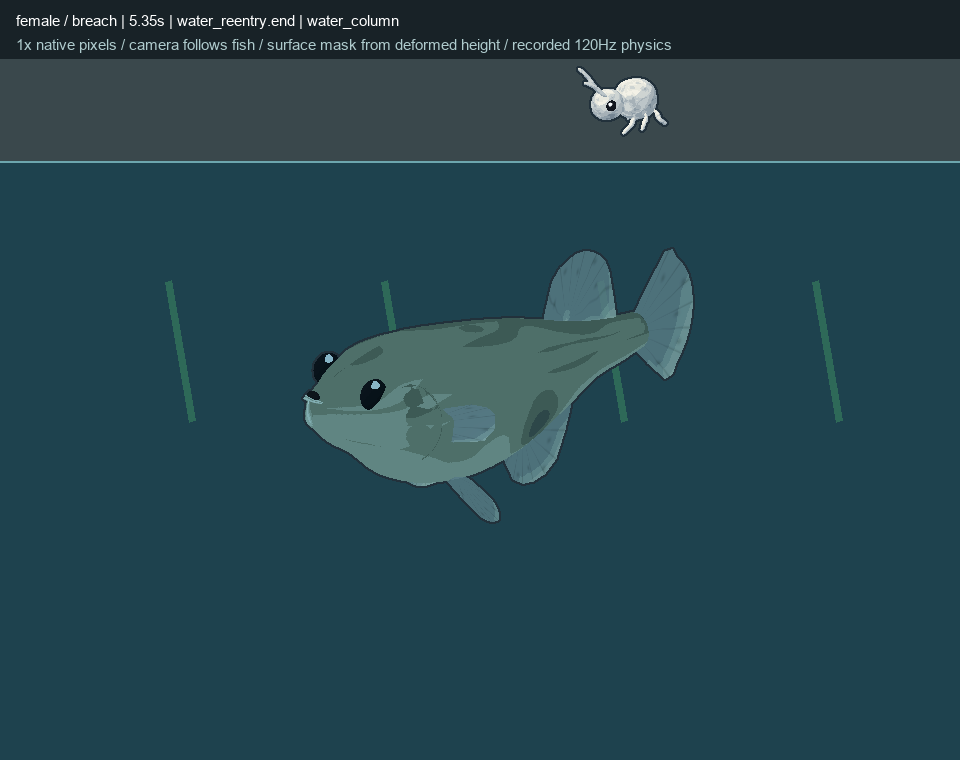 female / breach | 5.35s | water_reentry.end | water_column
1x native pixels / camera follows fish / surface mask from deformed height / recorded 120Hz physics